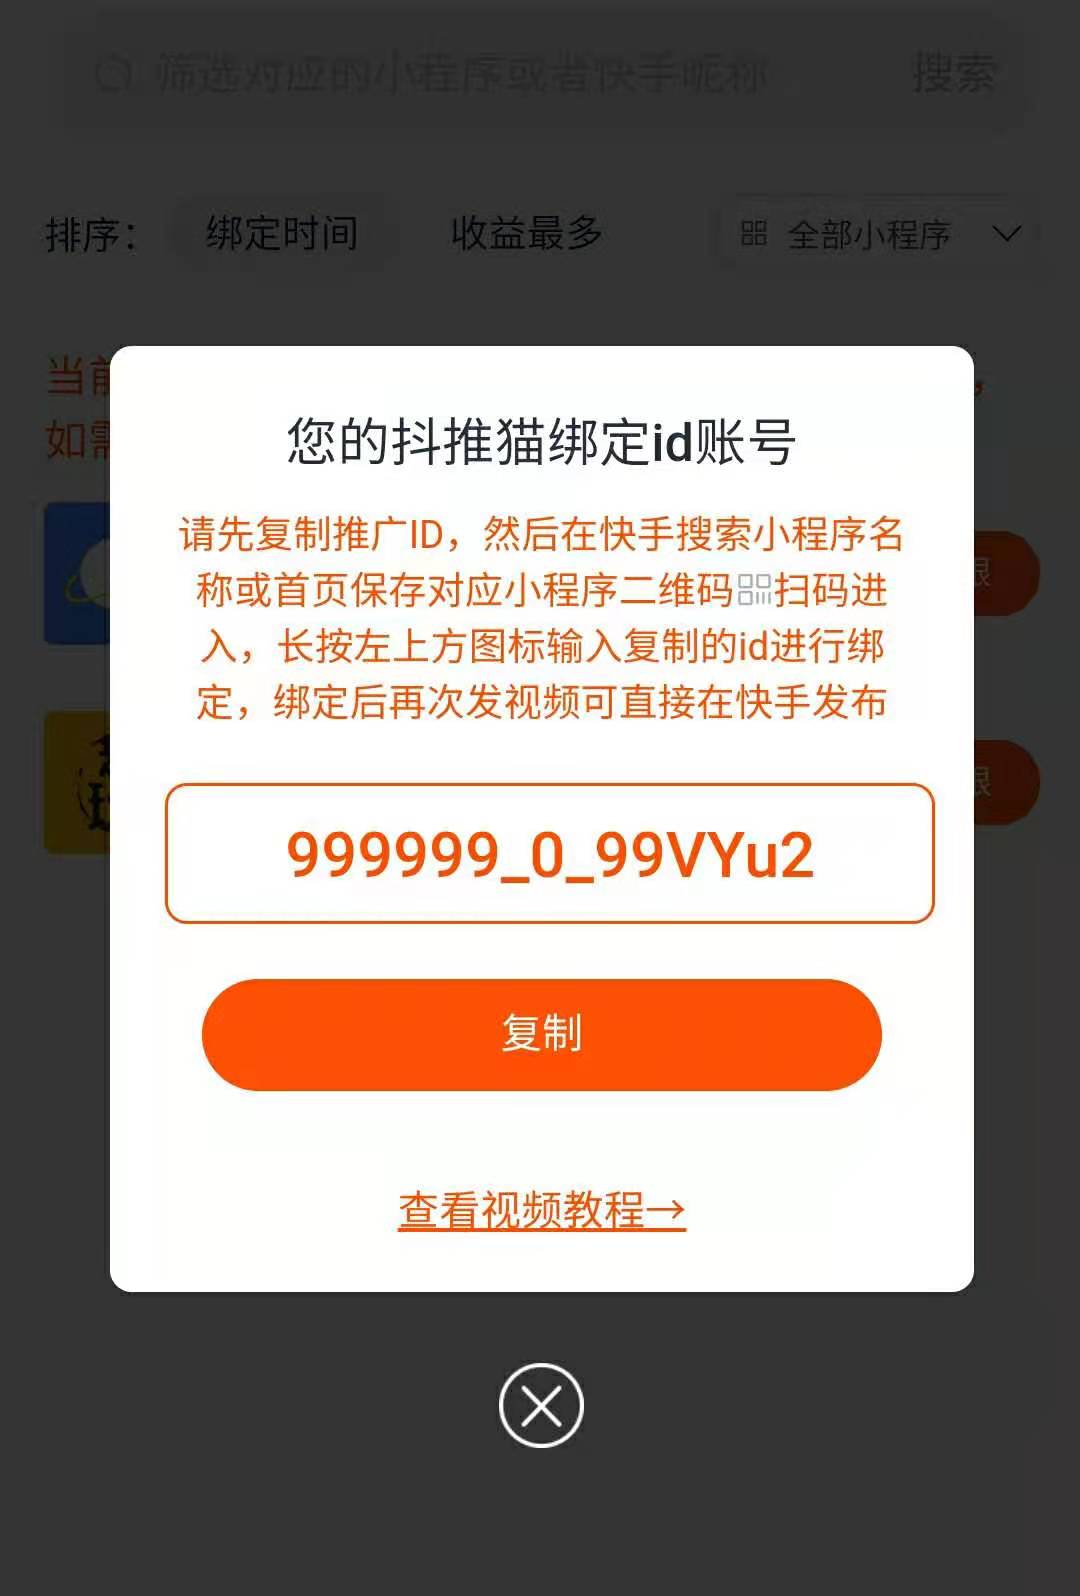 筛选对应的小程序或者快手昵称
搜索
排序：
绑定时间
收益最多
全部小程序
当前
如需
您的抖推猫绑定id账号
请先复制推广ID，然后在快手搜索小程序名
称或首页保存对应小程序二维码扫码进
入，长按左上方图标输入复制的id进行绑
定，绑定后再次发视频可直接在快手发布
999999_0_99VYu2
复制
查看视频教程→